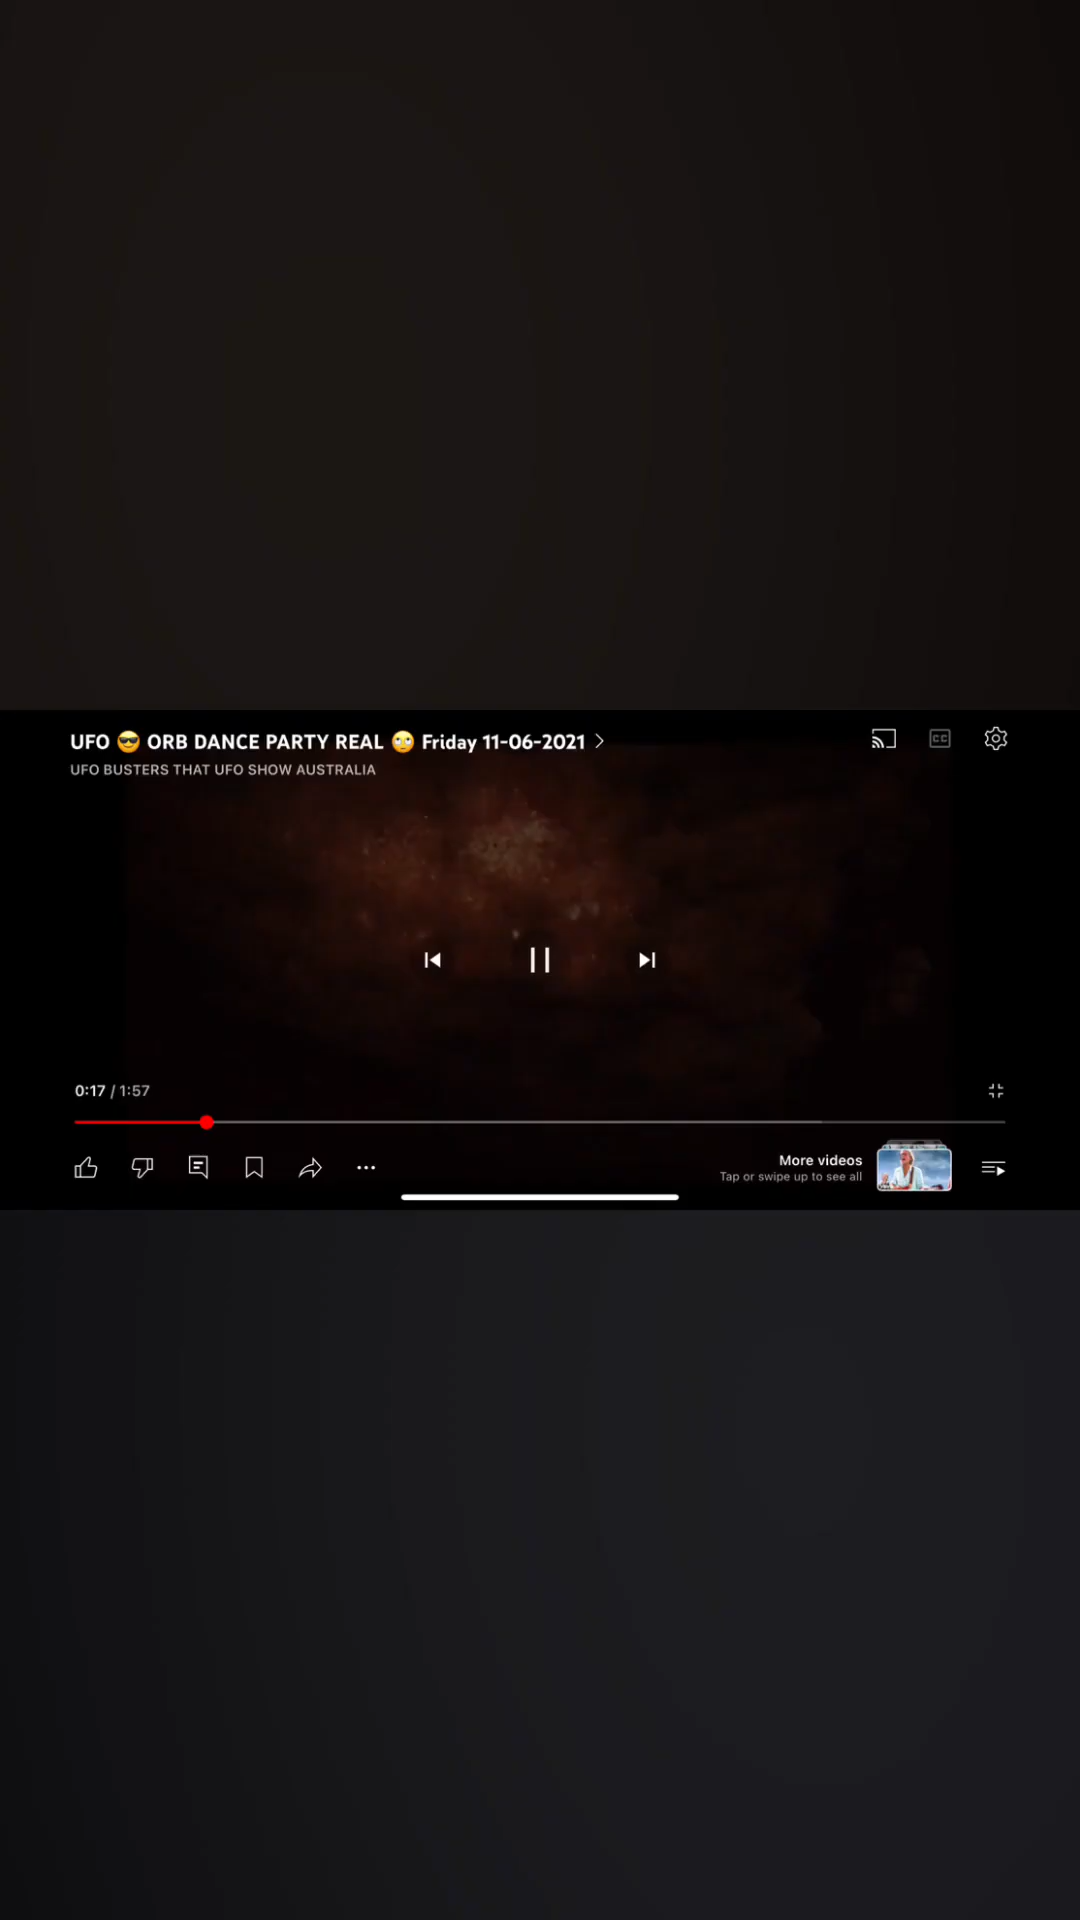 UFO 😎 ORB DANCE PARTY REAL 🙄 Friday 11-06-2021
UFO BUSTERS THAT UFO SHOW AUSTRALIA
CC
0:17 / 1:57
More videos
Tap or swipe up to see all